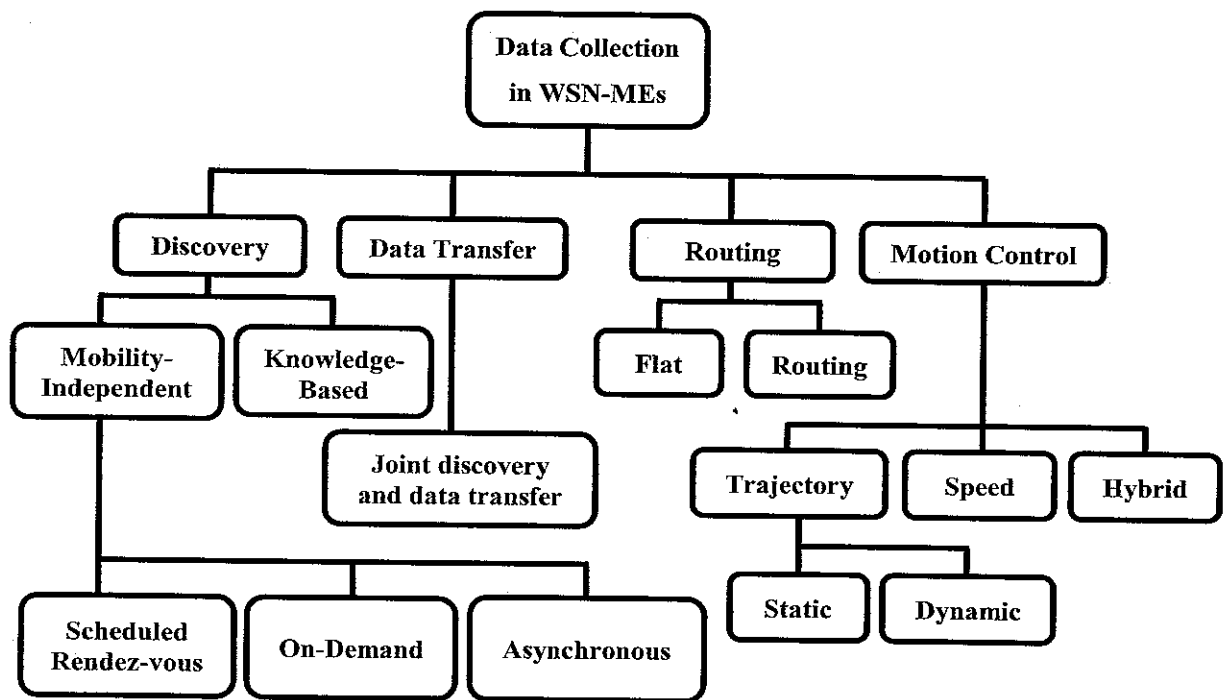 Data Collection
in WSN-MEs
Discovery
Data Transfer
Routing
Motion Control
Mobility-
Independent
Knowledge-
Based
Flat
Routing
Joint discovery
and data transfer
Trajectory
Speed
Hybrid
Static
Dynamic
Scheduled
Rendez-vous
On-Demand
Asynchronous